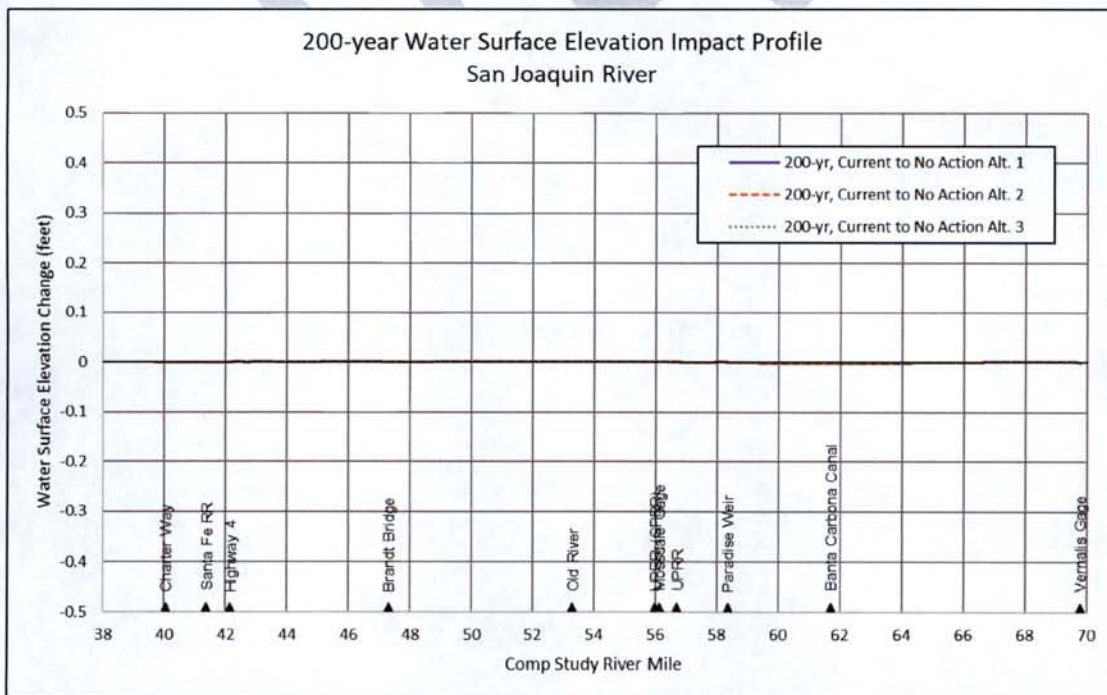 200-year Water Surface Elevation Impact Profile
San Joaquin River
0.5
0.4
0.3
0.2
0.1
0
-0.1
-0.2
-0.3
-0.4
-0.5
Water Surface Elevation Change (feet)
200-yr, Current to No Action Alt. 1
200-yr, Current to No Action Alt. 2
200-yr, Current to No Action Alt. 3
Charter Way
Santa Fe RR
Highway 4
Brandt Bridge
Old River
Gage
UPRR
Paradise Weir
Banta Carbona Canal
Vernalis Gage
38 40 42 44 46 48 50 52 54 56 58 60 62 64 66 68 70
Comp Study River Mile